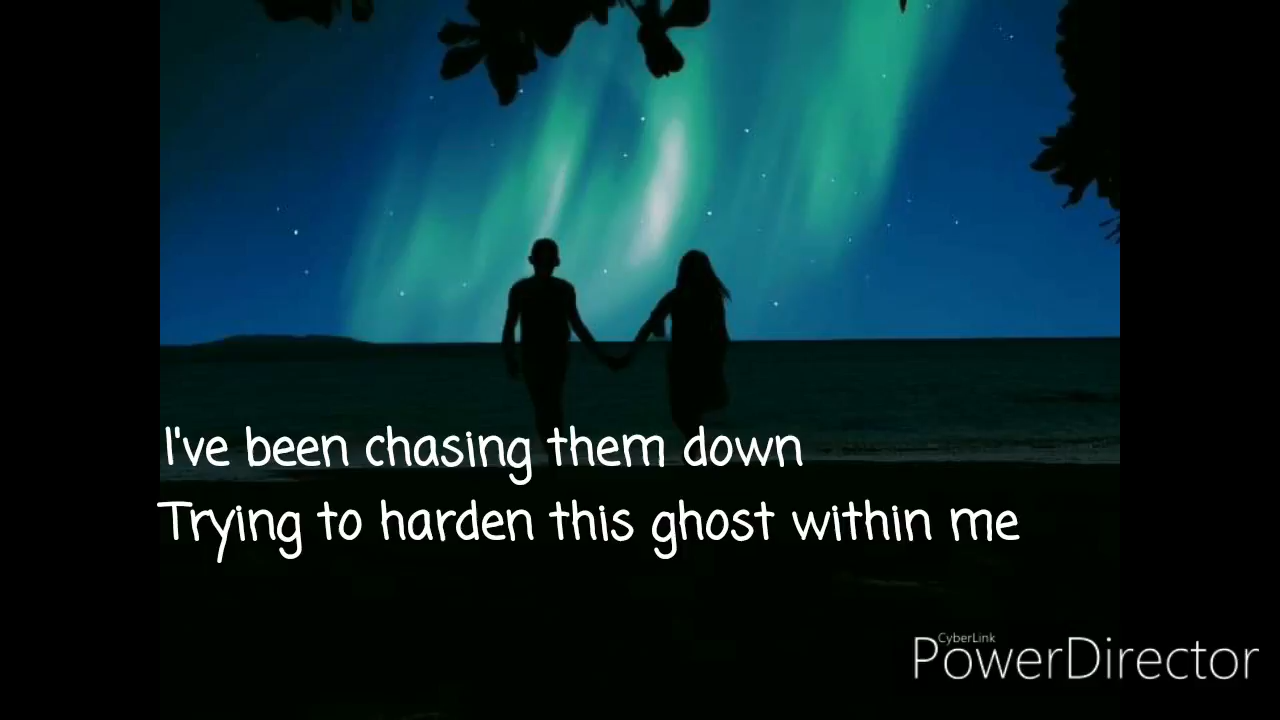 I've been chasing them down
Trying to harden this ghost within me
CyberLink
PowerDirector